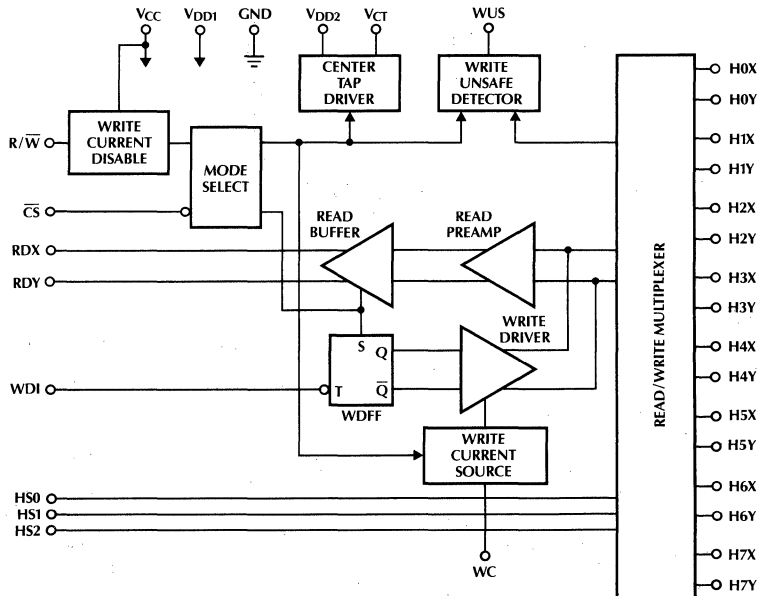 VCC VDD1 GND VDD2 VCT WUS
CENTER
TAP
DRIVER
WRITE
UNSAFE
DETECTOR
H0X
H0Y
R/W̅
WRITE
CURRENT
DISABLE
MODE
SELECT
H1X
H1Y
C̅S̅
READ
BUFFER
READ
PREAMP
H2X
H2Y
RDX
RDY
H3X
H3Y
READ/WRITE MULTIPLEXER
WRITE
DRIVER
S
Q
T
Q̅
WDFF
WDI
H4X
H4Y
H5X
H5Y
WRITE
CURRENT
SOURCE
HS0
HS1
HS2
H6X
H6Y
WC
H7X
H7Y